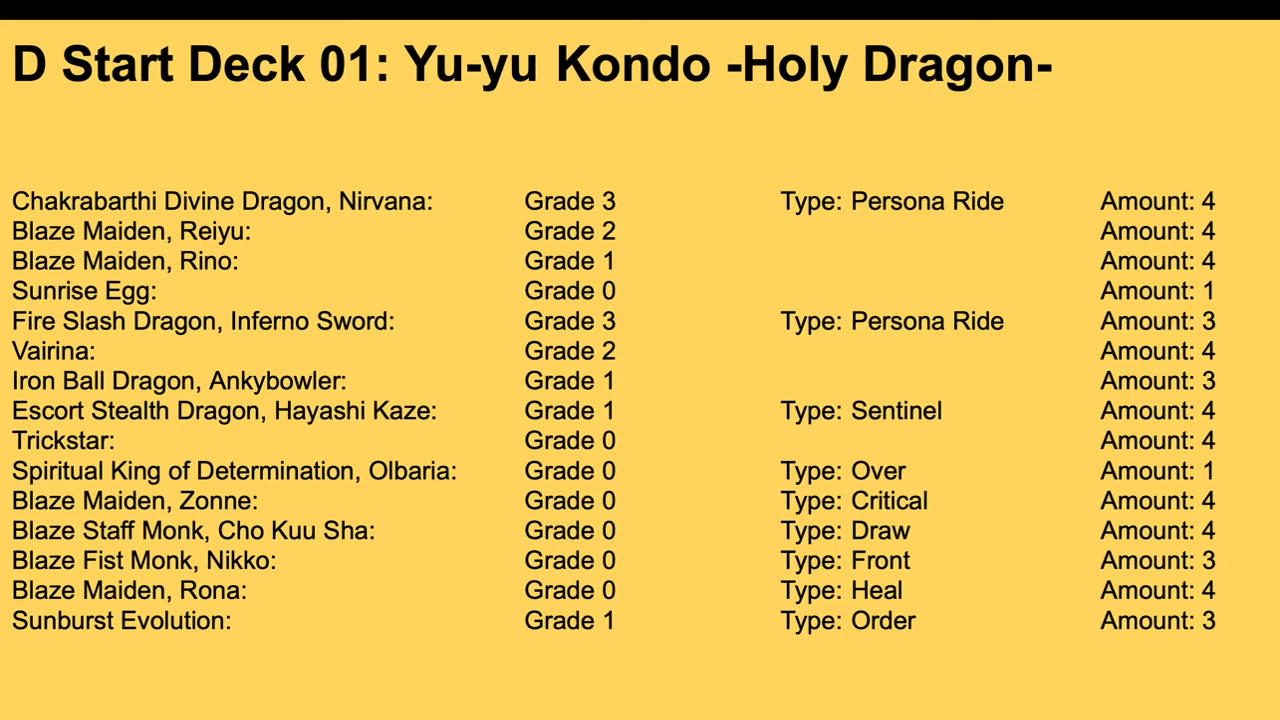 D Start Deck 01: Yu-yu Kondo -Holy Dragon-
Chakrabarthi Divine Dragon, Nirvana: Grade 3 Type: Persona Ride Amount: 4
Blaze Maiden, Reiyu: Grade 2 Amount: 4
Blaze Maiden, Rino: Grade 1 Amount: 4
Sunrise Egg: Grade 0 Amount: 1
Fire Slash Dragon, Inferno Sword: Grade 3 Type: Persona Ride Amount: 3
Vairina: Grade 2 Amount: 4
Iron Ball Dragon, Ankybowler: Grade 1 Amount: 3
Escort Stealth Dragon, Hayashi Kaze: Grade 1 Type: Sentinel Amount: 4
Trickstar: Grade 0 Amount: 4
Spiritual King of Determination, Olbaria: Grade 0 Type: Over Amount: 1
Blaze Maiden, Zonne: Grade 0 Type: Critical Amount: 4
Blaze Staff Monk, Cho Kuu Sha: Grade 0 Type: Draw Amount: 4
Blaze Fist Monk, Nikko: Grade 0 Type: Front Amount: 3
Blaze Maiden, Rona: Grade 0 Type: Heal Amount: 4
Sunburst Evolution: Grade 1 Type: Order Amount: 3